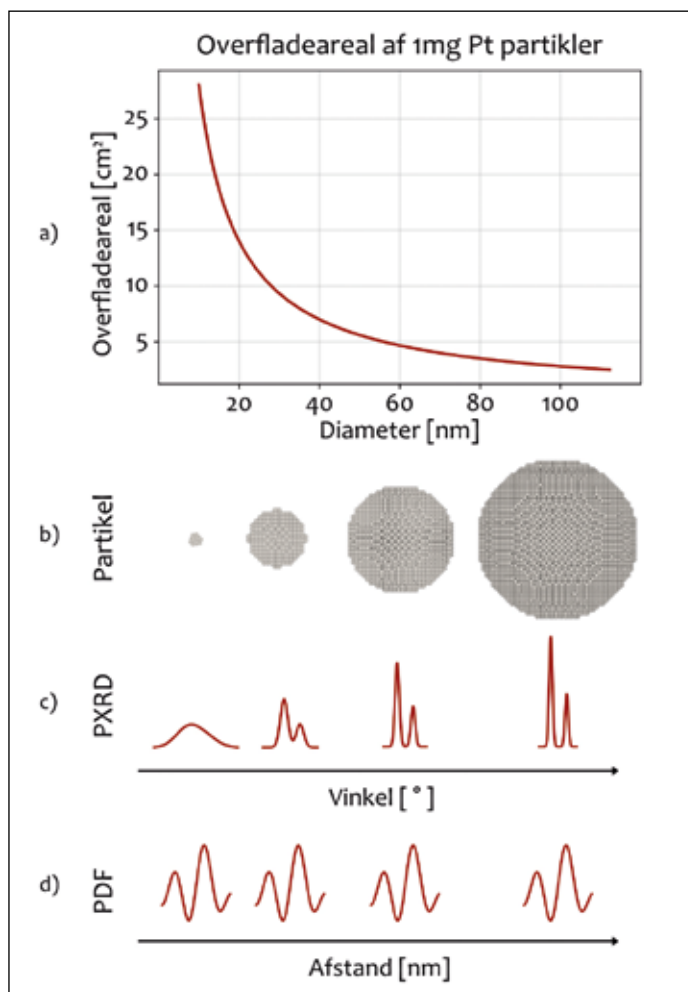 Overfladeareal af 1mg Pt partikler
a)
Overfladeareal [cm²]
25
20
15
10
5
20 40 60 80 100
Diameter [nm]
b)
Partikel
c)
PXRD
Vinkel [ ° ]
d)
PDF
Afstand [nm]